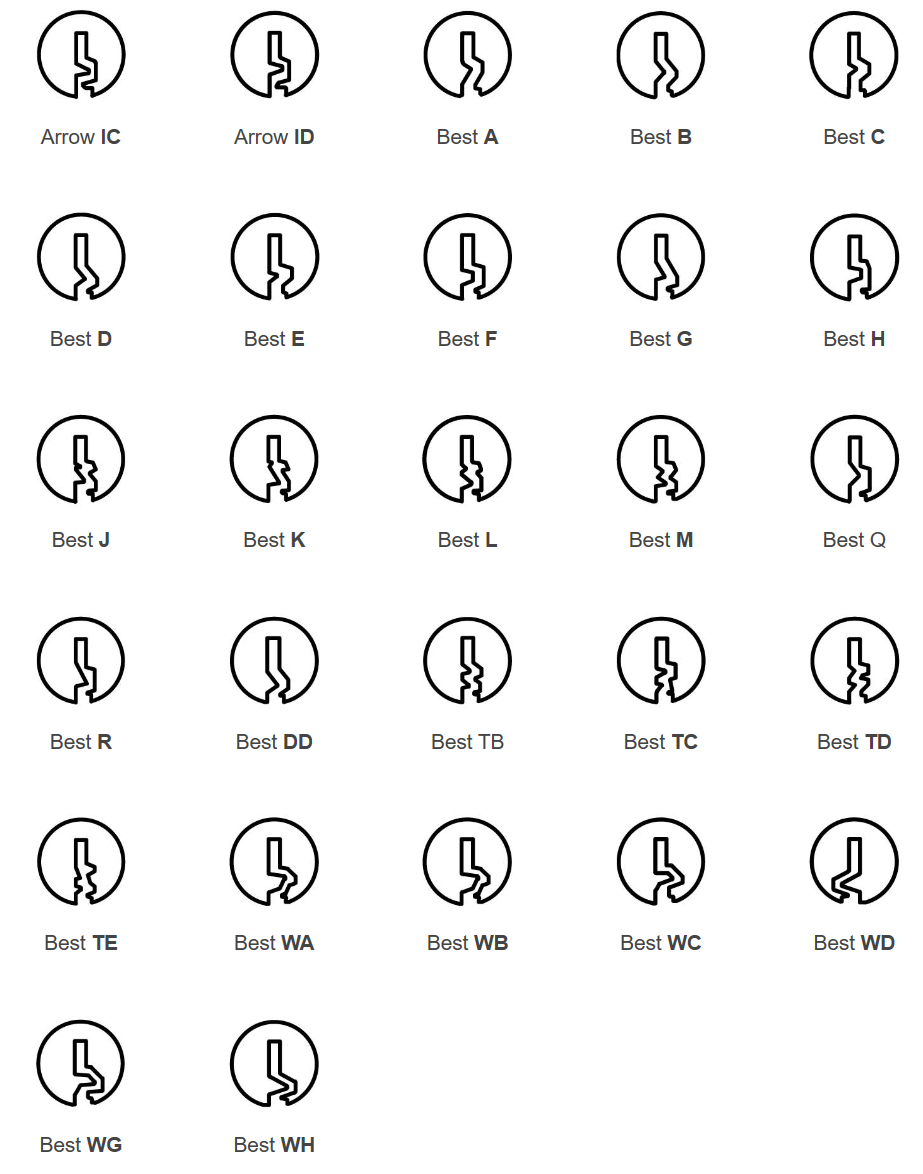 Arrow IC
Arrow ID
Best A
Best B
Best C
Best D
Best E
Best F
Best G
Best H
Best J
Best K
Best L
Best M
Best Q
Best R
Best DD
Best TB
Best TC
Best TD
Best TE
Best WA
Best WB
Best WC
Best WD
Best WG
Best WH